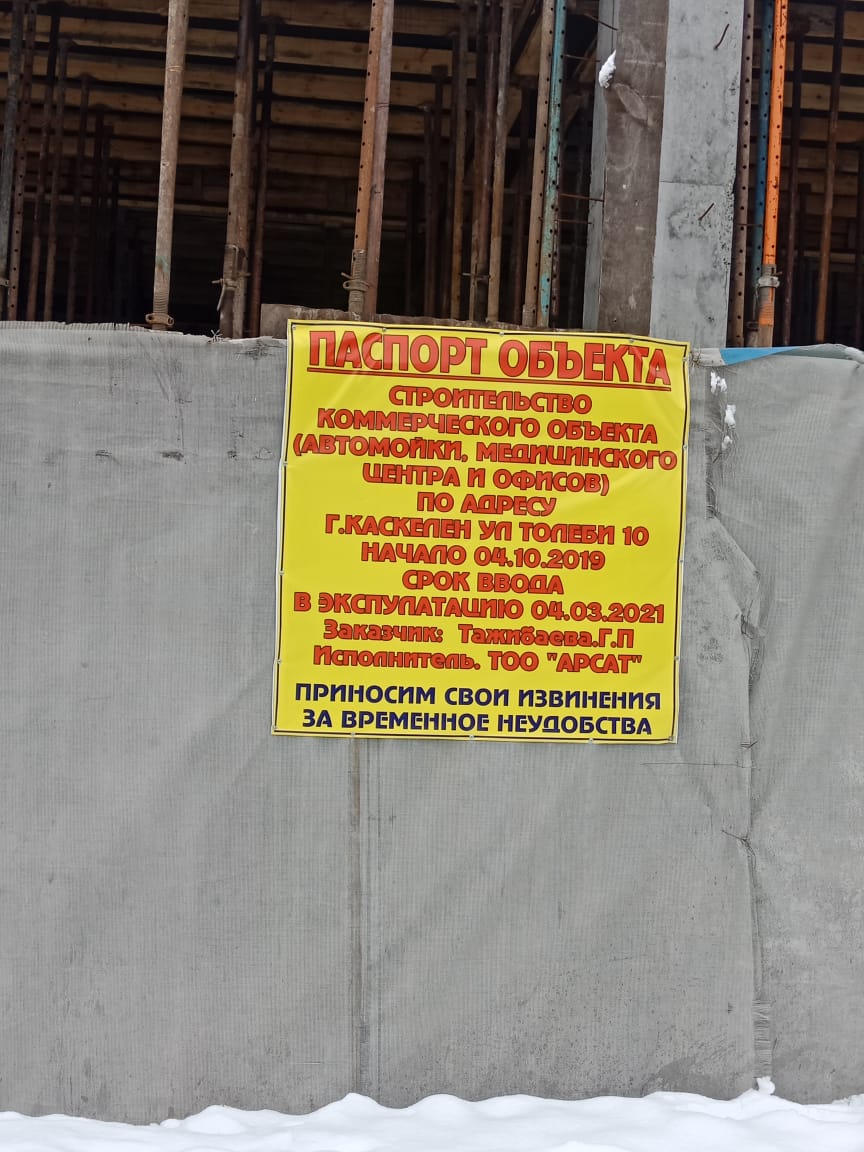 ПАСПОРТ ОБЪЕКТА
СТРОИТЕЛЬСТВО
КОММЕРЧЕСКОГО ОБЪЕКТА
(АВТОМОЙКИ, МЕДИЦИНСКОГО
ЦЕНТРА И ОФИСОВ)
ПО АДРЕСУ
Г.КАСКЕЛЕН УЛ ТОЛЕБИ 10
НАЧАЛО 04.10.2019
СРОК ВВОДА
В ЭКСПУЛАТАЦИЮ 04.03.2021
Заказчик: Тажибаева.Г.П
Исполнитель. ТОО "АРСАТ"
ПРИНОСИМ СВОИ ИЗВИНЕНИЯ
ЗА ВРЕМЕННОЕ НЕУДОБСТВА